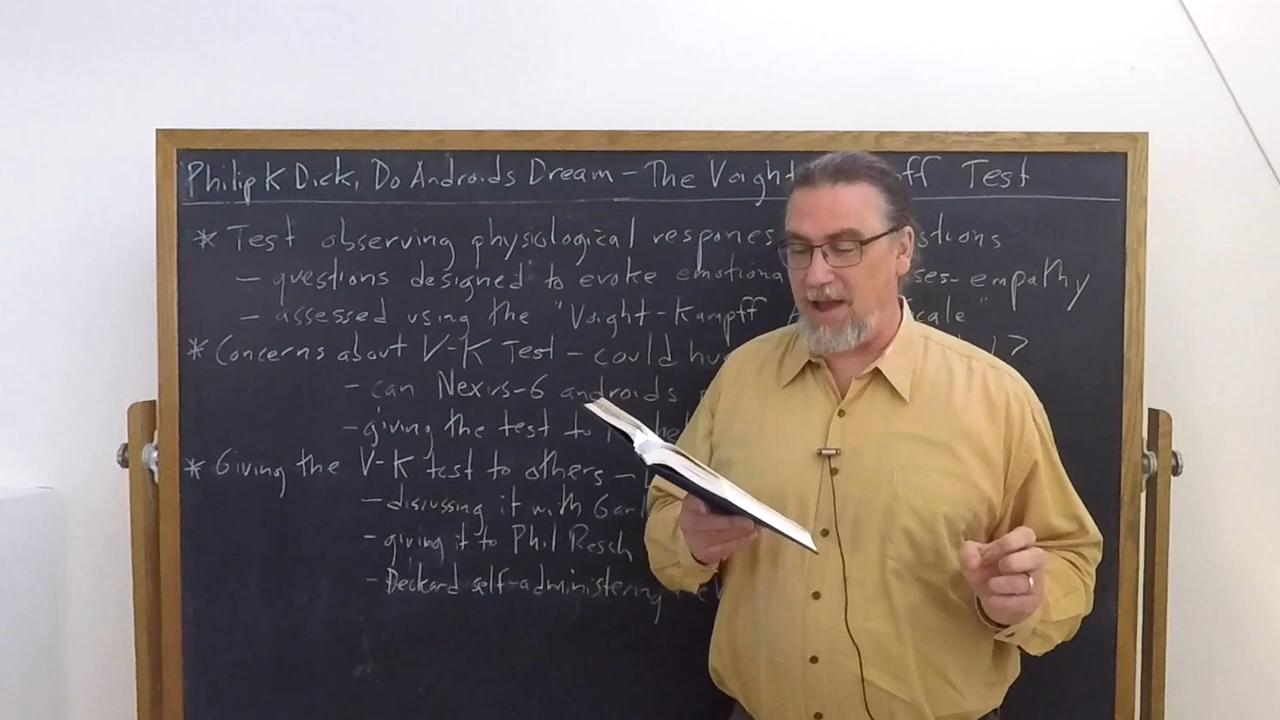 Philip K Dick, Do Androids Dream - The Voight ff Test
* Test observing physiological respones stions
- questions designed to evoke emotiona ses - empathy
- assessed using the "Voight-Kampff A cale"
* Concerns about V-K Test - could hu ?
- can Nexus-6 androids
- giving the test to
* Giving the V-K test to others -
- discussing it with Garl
- giving it to Phil Resch
- Deckard self-administering